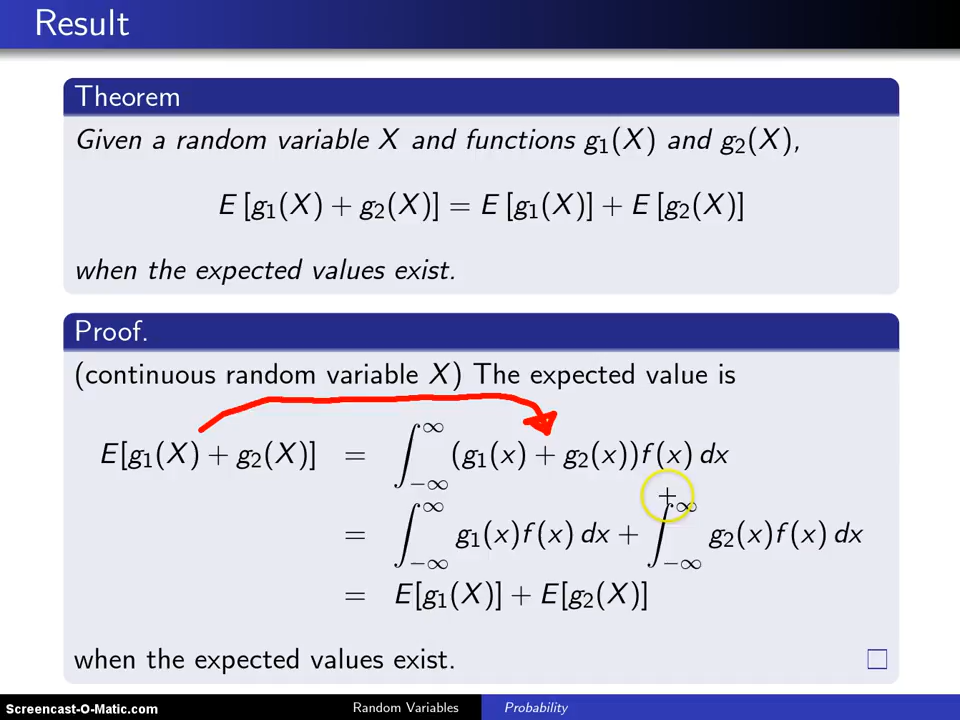 Result
Theorem
Given a random variable X and functions g₁(X) and g₂(X),
E [g₁(X) + g₂(X)] = E [g₁(X)] + E [g₂(X)]
when the expected values exist.
Proof.
(continuous random variable X) The expected value is
E[g₁(X) + g₂(X)] = ∫_{−∞}^{∞} (g₁(x) + g₂(x))f(x) dx
= ∫_{−∞}^{∞} g₁(x)f(x) dx + ∫_{−∞}^{∞} g₂(x)f(x) dx
= E[g₁(X)] + E[g₂(X)]
when the expected values exist. □
Screencast-O-Matic.com Random Variables Probability